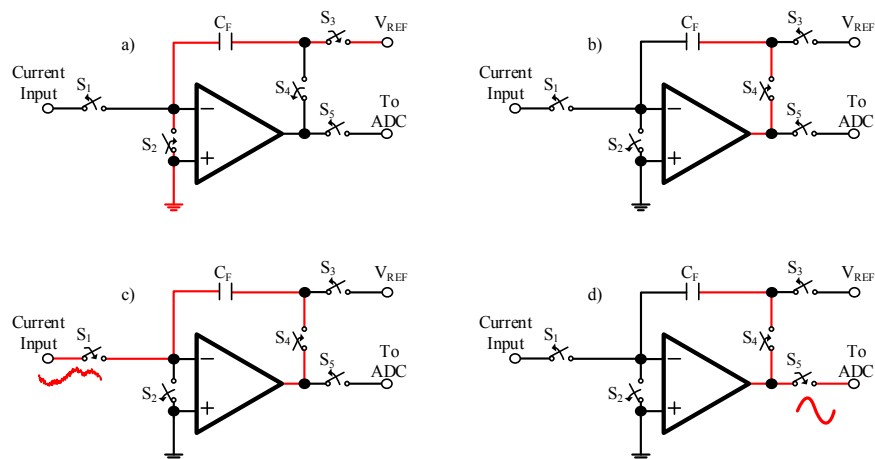 a)
C_F
S_3
V_REF
Current
Input
S_1
S_4
S_5
To
ADC
S_2
−
+
b)
C_F
S_3
V_REF
Current
Input
S_1
S_4
S_5
To
ADC
S_2
−
+
c)
C_F
S_3
V_REF
Current
Input
S_1
S_4
S_5
To
ADC
S_2
−
+
d)
C_F
S_3
V_REF
Current
Input
S_1
S_4
S_5
To
ADC
S_2
−
+